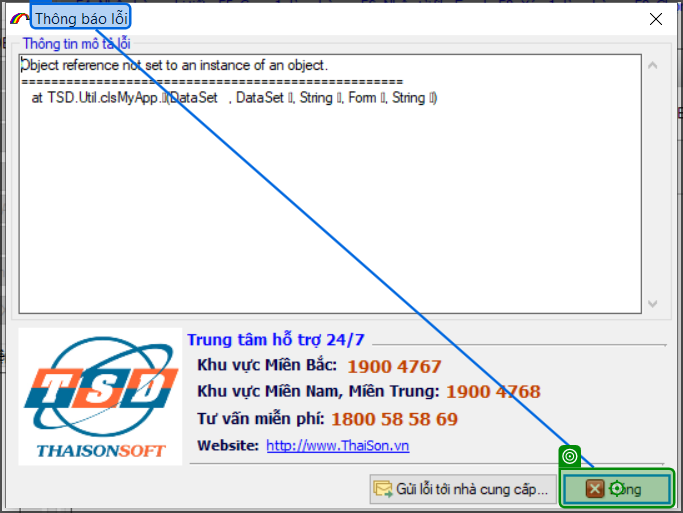 Thông báo lỗi
Thông tin mô tả lỗi
Object reference not set to an instance of an object.
====================================================
at TSD.Util.clsMyApp.▯(DataSet , DataSet ▯, String ▯, Form ▯, String ▯)
Trung tâm hỗ trợ 24/7
Khu vực Miền Bắc: 1900 4767
Khu vực Miền Nam, Miền Trung: 1900 4768
Tư vấn miễn phí: 1800 58 58 69
Website: http://www.ThaiSon.vn
TSD
THAISONSOFT
Gửi lỗi tới nhà cung cấp...